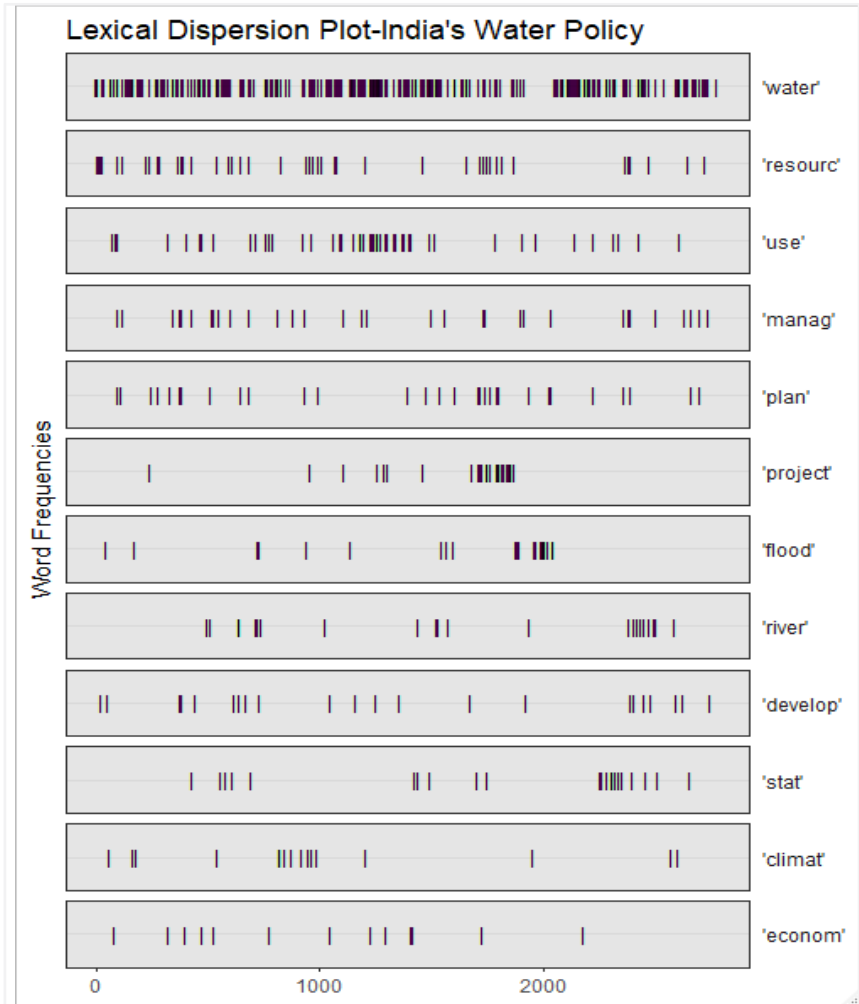 Lexical Dispersion Plot-India's Water Policy
'water'
'resourc'
'use'
'manag'
'plan'
'project'
'flood'
'river'
'develop'
'stat'
'climat'
'econom'
Word Frequencies
0 1000 2000